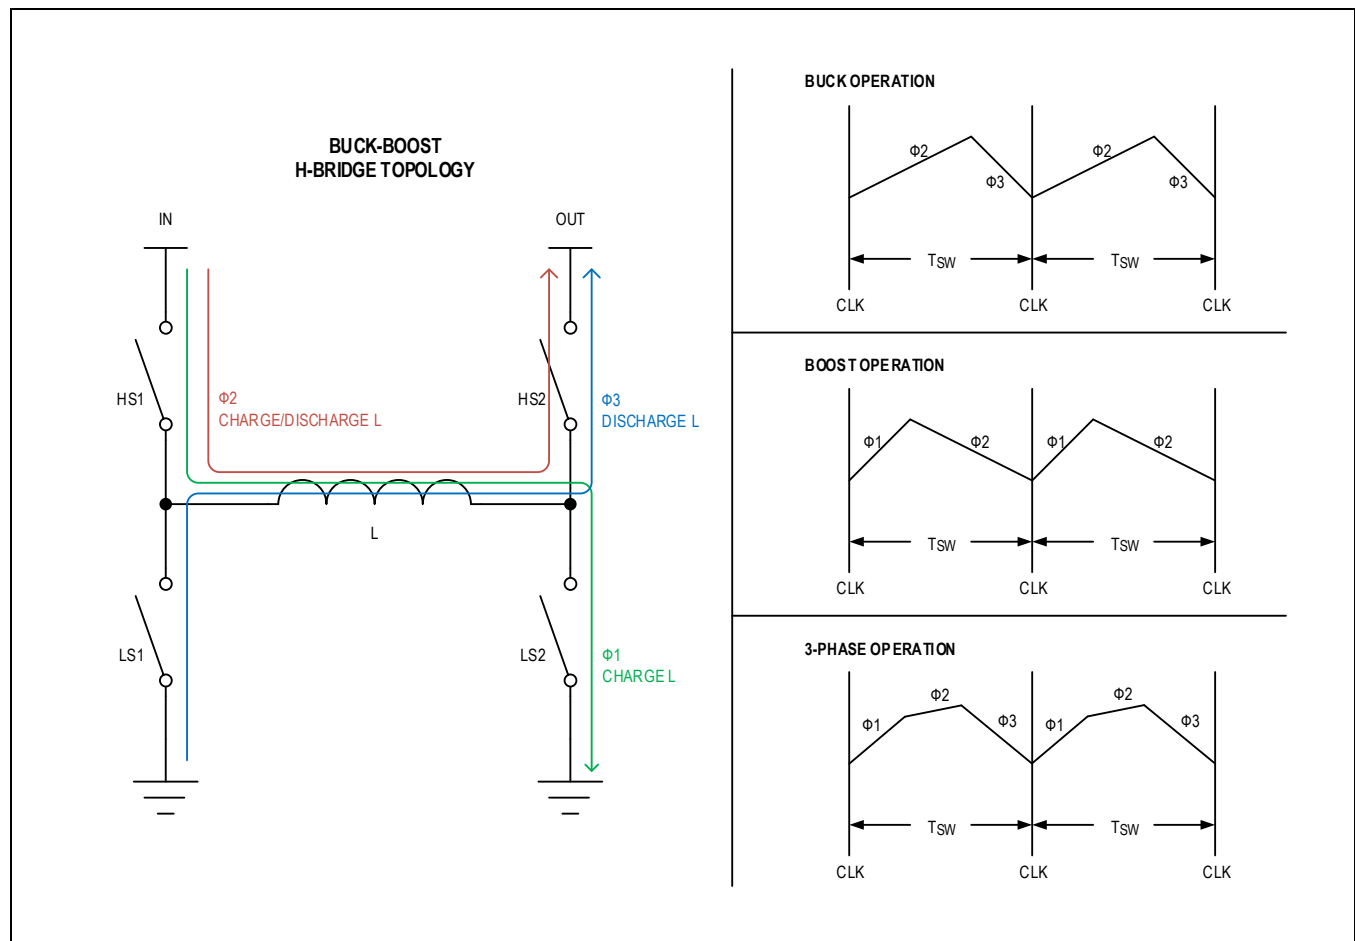 BUCK-BOOST
H-BRIDGE TOPOLOGY
IN
OUT
HS1
Φ2
CHARGE/DISCHARGE L
HS2
Φ3
DISCHARGE L
L
LS1
LS2
Φ1
CHARGE L
BUCK OPERATION
Φ2
Φ3
Φ2
Φ3
TSW
TSW
CLK
CLK
CLK
BOOST OPERATION
Φ1
Φ2
Φ1
Φ2
TSW
TSW
CLK
CLK
CLK
3-PHASE OPERATION
Φ1
Φ2
Φ3
Φ1
Φ2
Φ3
TSW
TSW
CLK
CLK
CLK